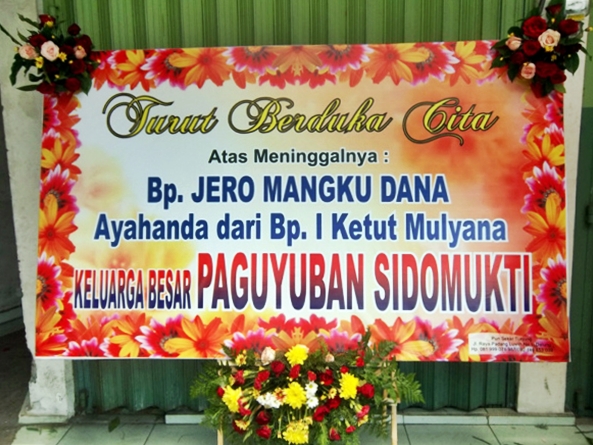 Turut Berduka Cita
Atas Meninggalnya :
Bp. JERO MANGKU DANA
Ayahanda dari Bp. I Ketut Mulyana
KELUARGA BESAR PAGUYUBAN SIDOMUKTI